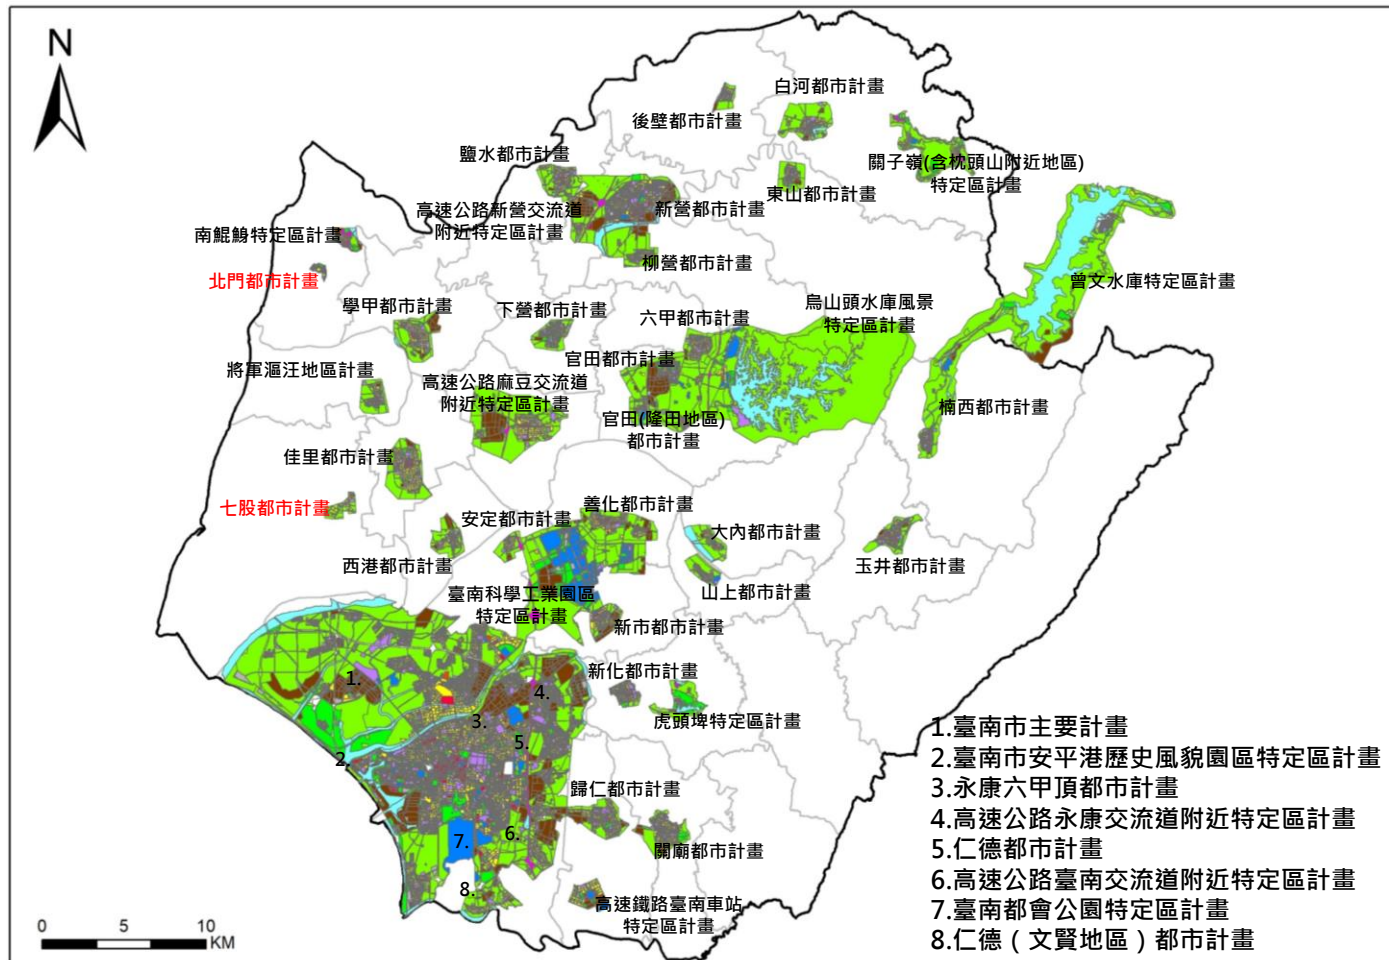 N
白河都市計畫
後壁都市計畫
鹽水都市計畫
關子嶺(含枕頭山附近地區)
特定區計畫
東山都市計畫
高速公路新營交流道
附近特定區計畫
新營都市計畫
南鯤鯓特定區計畫
柳營都市計畫
北門都市計畫
曾文水庫特定區計畫
學甲都市計畫
下營都市計畫
六甲都市計畫
烏山頭水庫風景
特定區計畫
官田都市計畫
將軍漚汪地區計畫
高速公路麻豆交流道
附近特定區計畫
楠西都市計畫
官田(隆田地區)
都市計畫
佳里都市計畫
七股都市計畫
善化都市計畫
安定都市計畫
大內都市計畫
西港都市計畫
玉井都市計畫
臺南科學工業園區
特定區計畫
山上都市計畫
新市都市計畫
新化都市計畫
虎頭埤特定區計畫
1.
4.
3.
5.
2.
歸仁都市計畫
6.
7.
關廟都市計畫
8.
高速鐵路臺南車站
特定區計畫
1.臺南市主要計畫
2.臺南市安平港歷史風貌園區特定區計畫
3.永康六甲頂都市計畫
4.高速公路永康交流道附近特定區計畫
5.仁德都市計畫
6.高速公路臺南交流道附近特定區計畫
7.臺南都會公園特定區計畫
8.仁德（文賢地區）都市計畫
0 5 10
KM